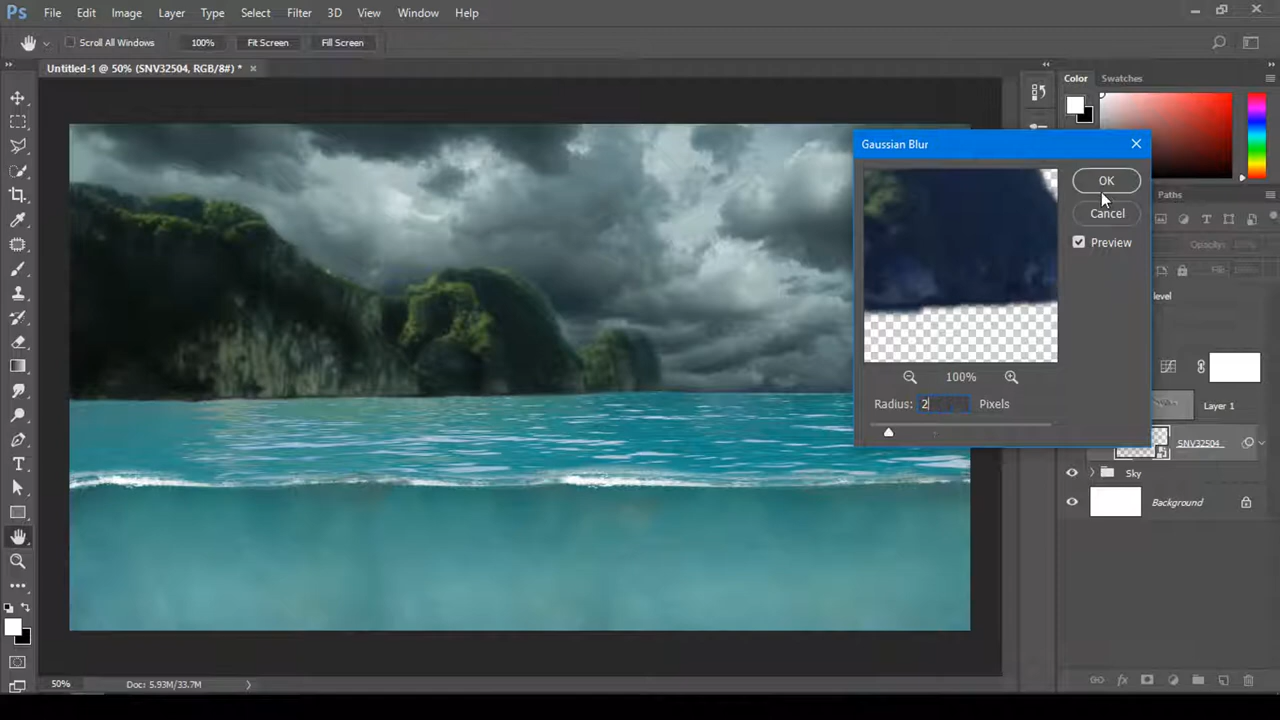 Ps File Edit Image Layer Type Select Filter 3D View Window Help
Scroll All Windows 100% Fit Screen Fill Screen
Untitled-1 @ 50% (SNV32504, RGB/8#) * ×
Color Swatches
Gaussian Blur
OK
Cancel
Preview
100%
Radius: 2 Pixels
Paths
Opacity:
Fill:
level
Layer 1
SNV32504
Sky
Background
50% Doc: 5.93M/33.7M